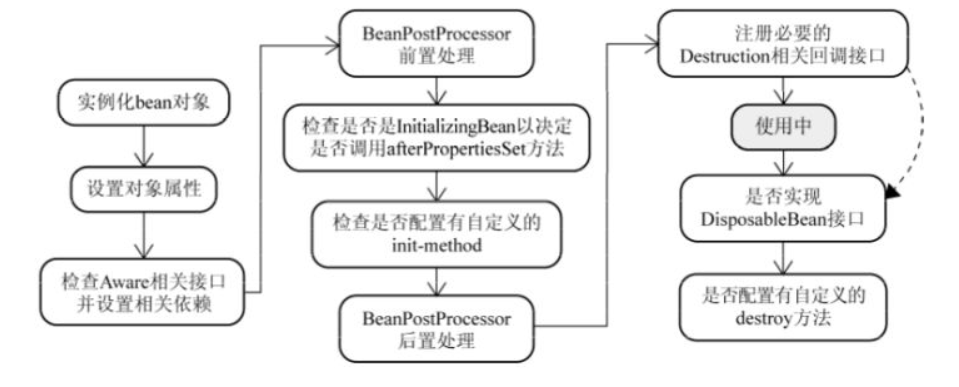 实例化bean对象
设置对象属性
检查Aware相关接口
并设置相关依赖
BeanPostProcessor
前置处理
检查是否是InitializingBean以决定
是否调用afterPropertiesSet方法
检查是否配置有自定义的
init-method
BeanPostProcessor
后置处理
注册必要的
Destruction相关回调接口
使用中
是否实现
DisposableBean接口
是否配置有自定义的
destroy方法